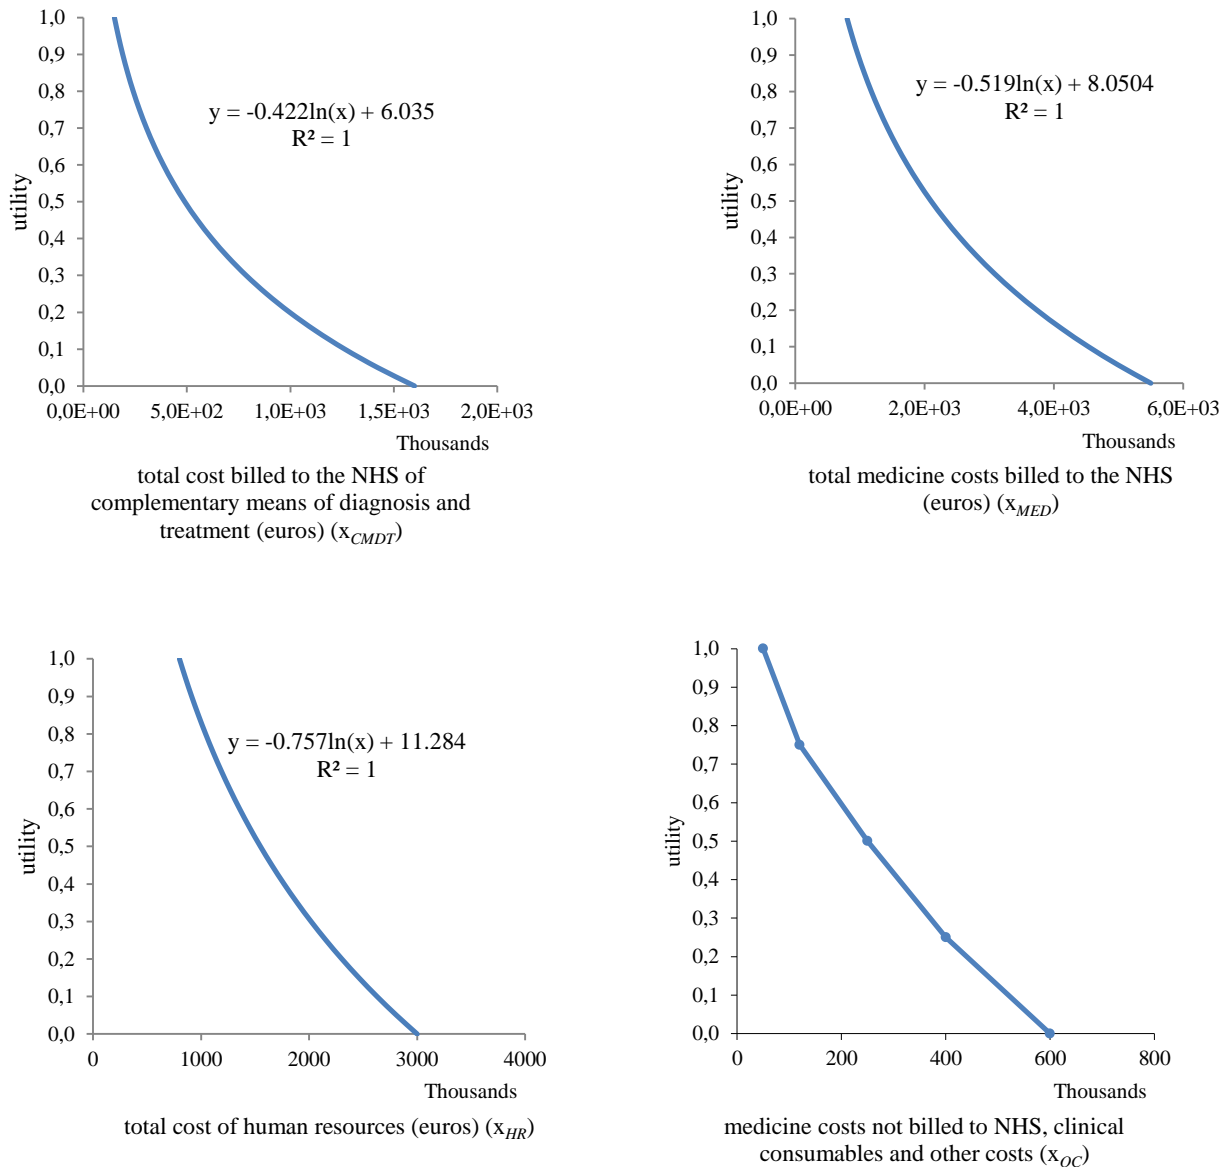 1,0
0,9
0,8
0,7
0,6
0,5
0,4
0,3
0,2
0,1
0,0
utility
y = -0.422ln(x) + 6.035
R² = 1
0,0E+00 5,0E+02 1,0E+03 1,5E+03 2,0E+03
Thousands
total cost billed to the NHS of
complementary means of diagnosis and
treatment (euros) (xCMDT)
1,0
0,9
0,8
0,7
0,6
0,5
0,4
0,3
0,2
0,1
0,0
utility
y = -0.519ln(x) + 8.0504
R² = 1
0,0E+00 2,0E+03 4,0E+03 6,0E+03
Thousands
total medicine costs billed to the NHS
(euros) (xMED)
1,0
0,9
0,8
0,7
0,6
0,5
0,4
0,3
0,2
0,1
0,0
utility
y = -0.757ln(x) + 11.284
R² = 1
0 1000 2000 3000 4000
Thousands
total cost of human resources (euros) (xHR)
1,0
0,9
0,8
0,7
0,6
0,5
0,4
0,3
0,2
0,1
0,0
utility
0 200 400 600 800
Thousands
medicine costs not billed to NHS, clinical
consumables and other costs (xOC)